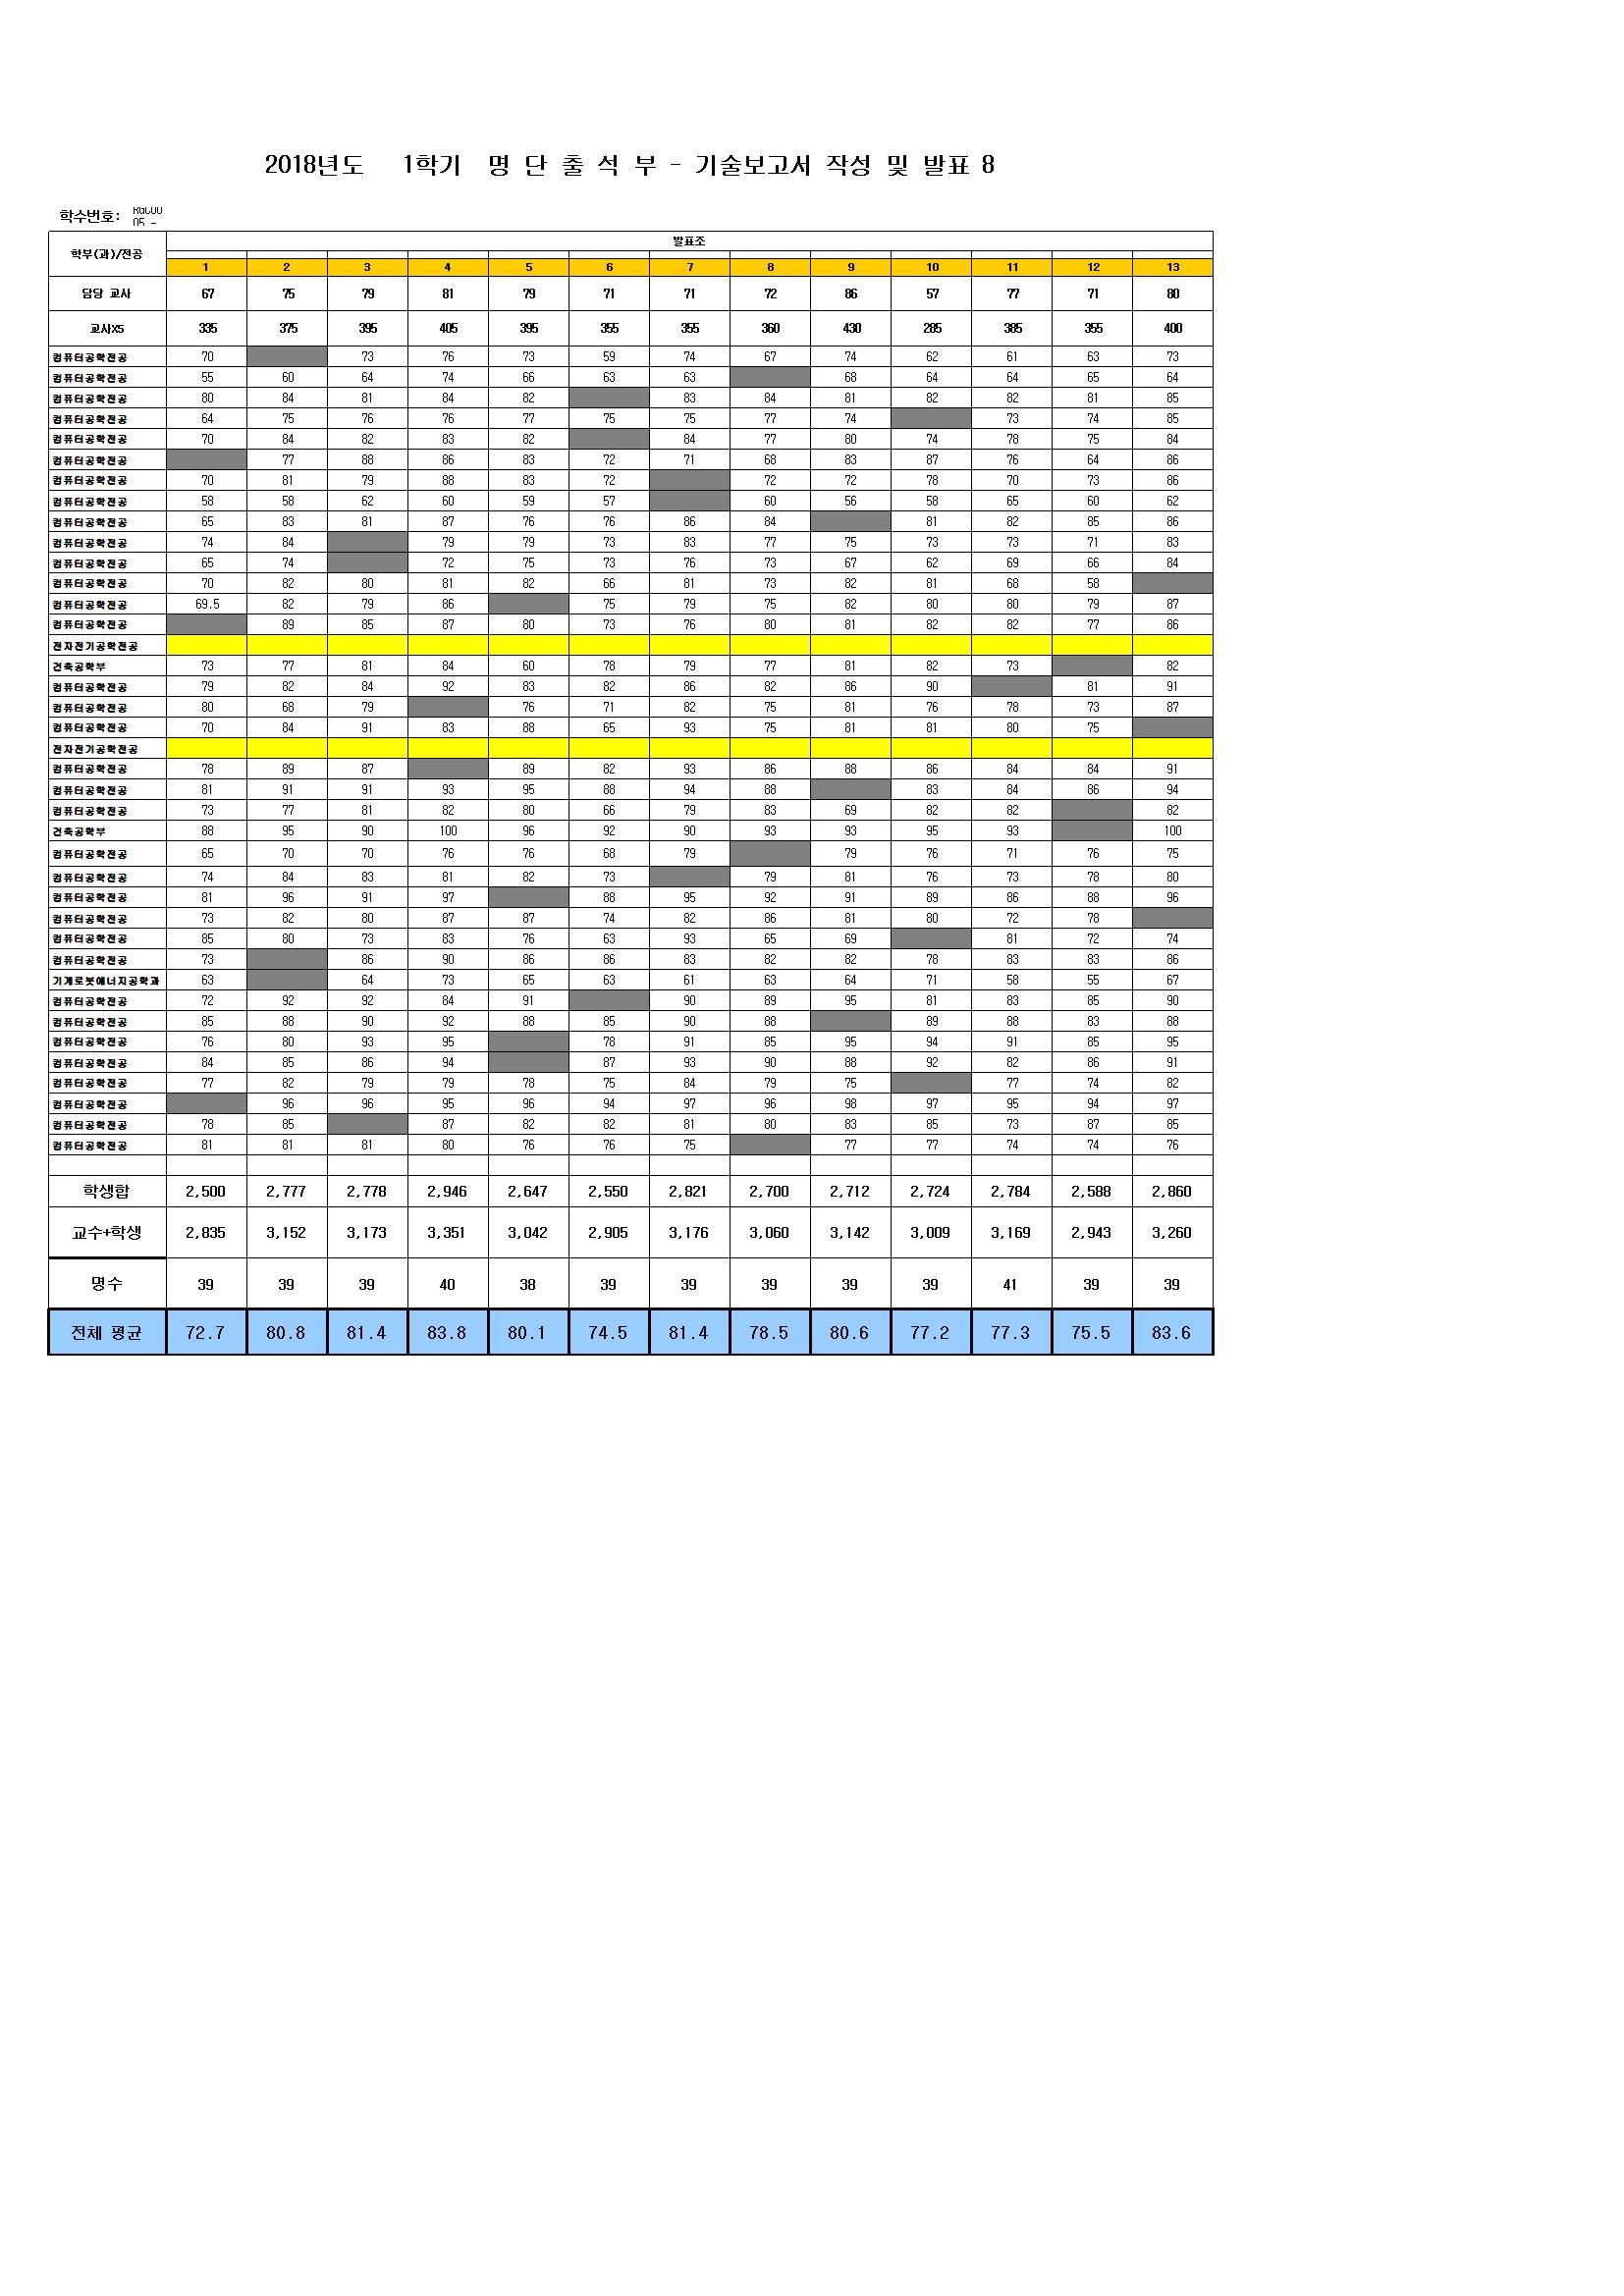 2018년도 1학기 명 단 출 석 부 - 기술보고서 작성 및 발표 8
학수번호:
학부(과)/전공 발표조
1 2 3 4 5 6 7 8 9 10 11 12 13
담당 교사 67 75 79 81 79 71 71 72 86 57 77 71 80
교사X5 335 375 395 405 395 355 355 360 430 285 385 355 400
컴퓨터공학전공 70 73 76 73 59 74 67 74 62 61 63 73
컴퓨터공학전공 55 60 64 74 66 63 63 68 64 64 65 64
컴퓨터공학전공 80 84 81 84 82 83 84 81 82 82 81 85
컴퓨터공학전공 64 75 76 76 77 75 75 77 74 73 74 85
컴퓨터공학전공 70 84 82 83 82 84 77 80 74 78 75 84
컴퓨터공학전공 77 88 86 83 72 71 68 83 87 76 64 86
컴퓨터공학전공 70 81 79 88 83 72 72 72 78 70 73 86
컴퓨터공학전공 58 58 62 60 59 57 60 56 58 65 60 62
컴퓨터공학전공 65 83 81 87 76 76 86 84 81 82 85 86
컴퓨터공학전공 74 84 79 79 73 83 77 75 73 73 71 83
컴퓨터공학전공 65 74 72 75 73 76 73 67 62 69 66 84
컴퓨터공학전공 70 82 80 81 82 66 81 73 82 81 68 58
컴퓨터공학전공 69.5 82 79 86 75 79 75 82 80 80 79 87
컴퓨터공학전공 89 85 87 80 73 76 80 81 82 82 77 86
전자전기공학전공
건축공학부 73 77 81 84 60 78 79 77 81 82 73 82
컴퓨터공학전공 79 82 84 92 83 82 86 82 86 90 81 91
컴퓨터공학전공 80 68 79 76 71 82 75 81 76 78 73 87
컴퓨터공학전공 70 84 91 83 88 65 93 75 81 81 80 75
전자전기공학전공
컴퓨터공학전공 78 89 87 89 82 93 86 88 86 84 84 91
컴퓨터공학전공 81 91 91 93 95 88 94 88 83 84 86 94
컴퓨터공학전공 73 77 81 82 80 66 79 83 69 82 82 82
건축공학부 88 95 90 100 96 92 90 93 93 95 93 100
컴퓨터공학전공 65 70 70 76 76 68 79 79 76 71 76 75
컴퓨터공학전공 74 84 83 81 82 73 79 81 76 73 78 80
컴퓨터공학전공 81 96 91 97 88 95 92 91 89 86 88 96
컴퓨터공학전공 73 82 80 87 87 74 82 86 81 80 72 78
컴퓨터공학전공 85 80 73 83 76 63 93 65 69 81 72 74
컴퓨터공학전공 73 86 90 86 86 83 82 82 78 83 83 86
기계로봇에너지공학과 63 64 73 65 63 61 63 64 71 58 55 67
컴퓨터공학전공 72 92 92 84 91 90 89 95 81 83 85 90
컴퓨터공학전공 85 88 90 92 88 85 90 88 89 88 83 88
컴퓨터공학전공 76 80 93 95 78 91 85 95 94 91 85 95
컴퓨터공학전공 84 85 86 94 87 93 90 88 92 82 86 91
컴퓨터공학전공 77 82 79 79 78 75 84 79 75 77 74 82
컴퓨터공학전공 96 96 95 96 94 97 96 98 97 95 94 97
컴퓨터공학전공 78 85 87 82 82 81 80 83 85 73 87 85
컴퓨터공학전공 81 81 81 80 76 76 75 77 77 74 74 76
학생합 2,500 2,777 2,778 2,946 2,647 2,550 2,821 2,700 2,712 2,724 2,784 2,588 2,860
교수+학생 2,835 3,152 3,173 3,351 3,042 2,905 3,176 3,060 3,142 3,009 3,169 2,943 3,260
명수 39 39 39 40 38 39 39 39 39 39 41 39 39
전체 평균 72.7 80.8 81.4 83.8 80.1 74.5 81.4 78.5 80.6 77.2 77.3 75.5 83.6